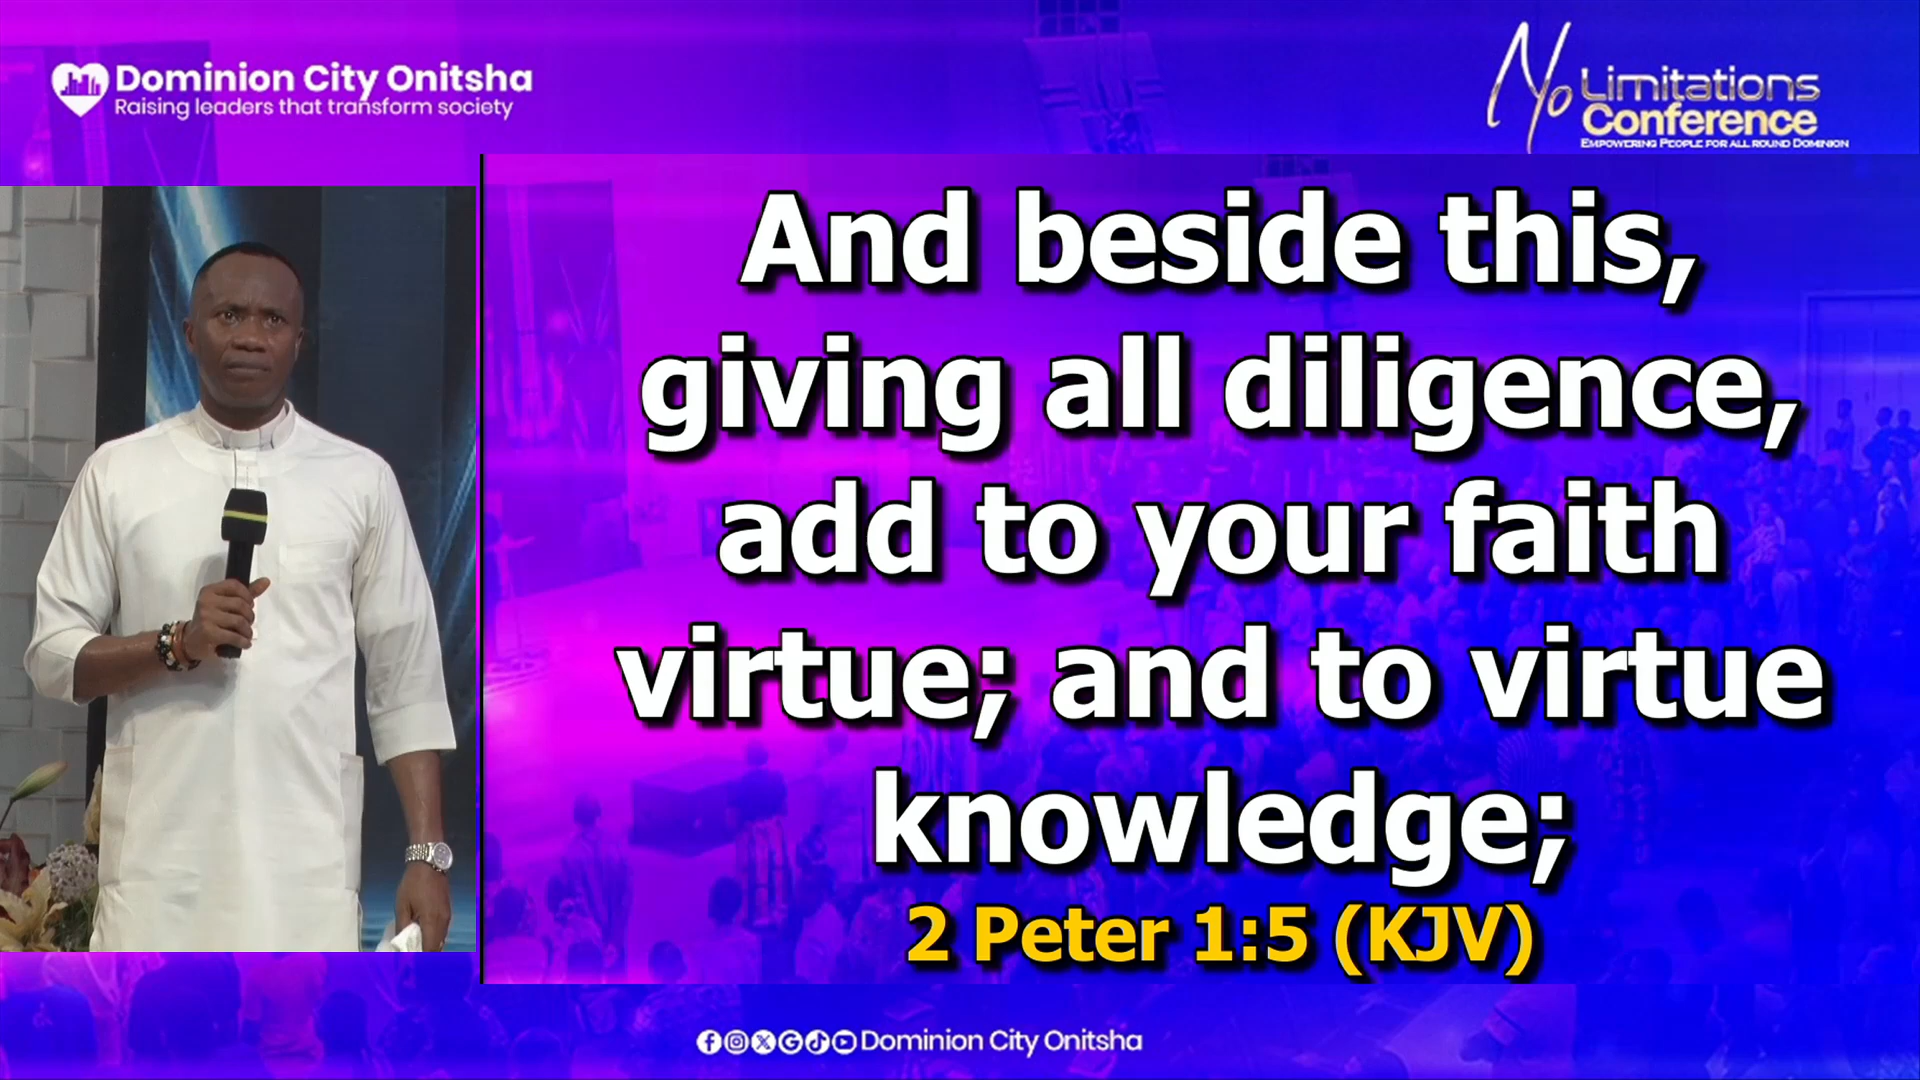 Dominion City Onitsha
Raising leaders that transform society
No Limitations
Conference
EMPOWERING PEOPLE FOR ALL ROUND DOMINION
And beside this,
giving all diligence,
add to your faith
virtue; and to virtue
knowledge;
2 Peter 1:5 (KJV)
Dominion City Onitsha